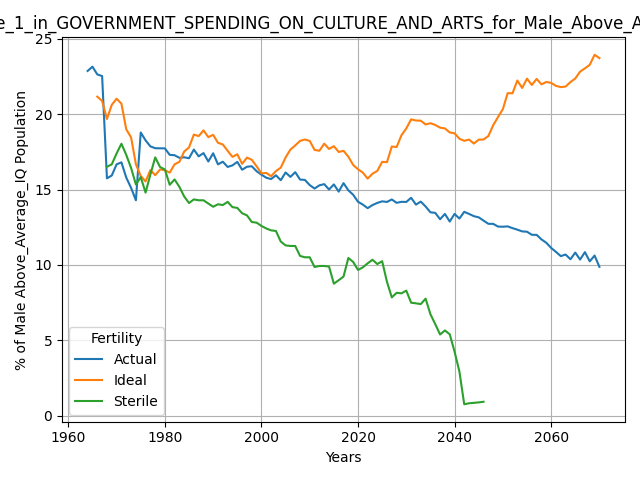 e_1_in_GOVERNMENT_SPENDING_ON_CULTURE_AND_ARTS_for_Male_Above_A
% of Male Above_Average_IQ Population
25
20
15
10
5
0
Fertility
Actual
Ideal
Sterile
1960 1980 2000 2020 2040 2060
Years